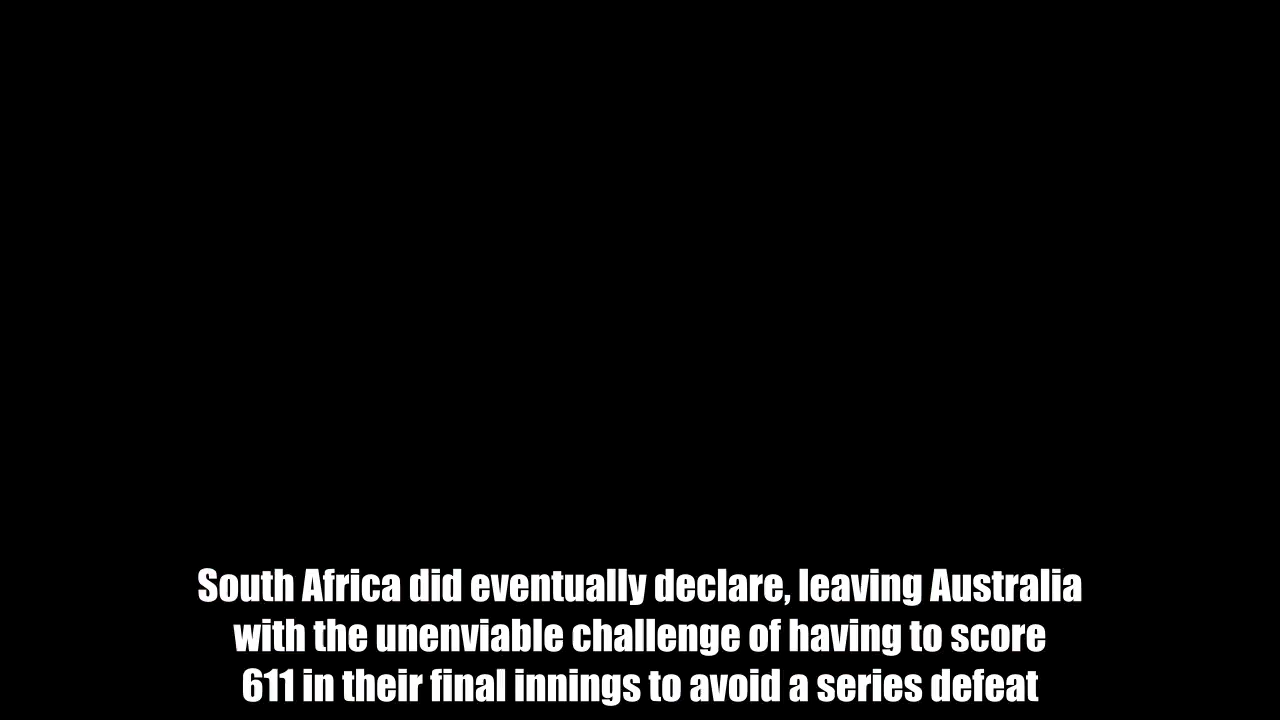 South Africa did eventually declare, leaving Australia
with the unenviable challenge of having to score
611 in their final innings to avoid a series defeat